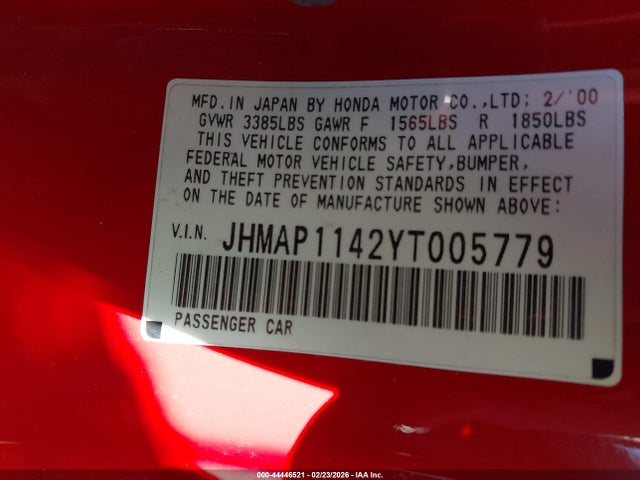 MFD. IN JAPAN BY HONDA MOTOR CO.,LTD; 2/'00
GVWR 3385LBS GAWR F 1565LBS R 1850LBS
THIS VEHICLE CONFORMS TO ALL APPLICABLE
FEDERAL MOTOR VEHICLE SAFETY,BUMPER,
AND THEFT PREVENTION STANDARDS IN EFFECT
ON THE DATE OF MANUFACTURE SHOWN ABOVE:
V.I.N. JHMAP1142YT005779
PASSENGER CAR
000-44446521 - 02/23/2026 - IAA Inc.